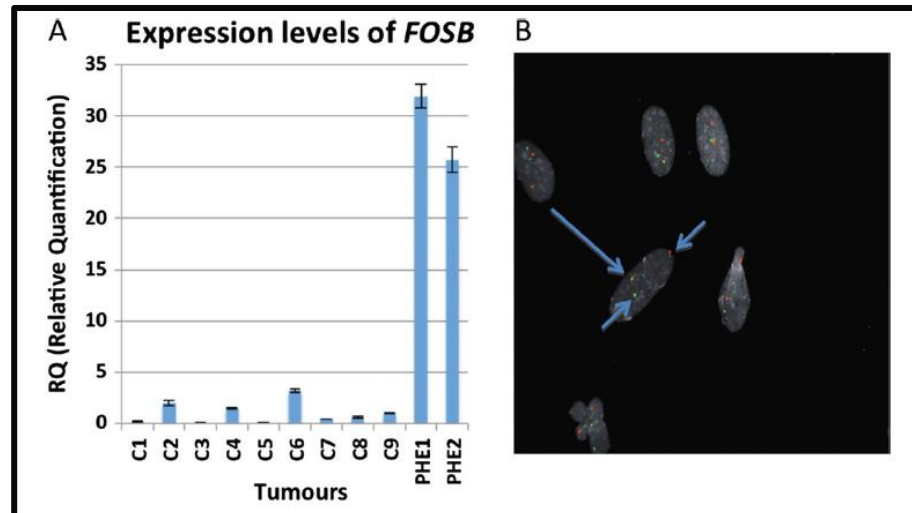 A
Expression levels of FOSB
B
RQ (Relative Quantification)
35
30
25
20
15
10
5
0
C1 C2 C3 C4 C5 C6 C7 C8 C9 PHE1 PHE2
Tumours